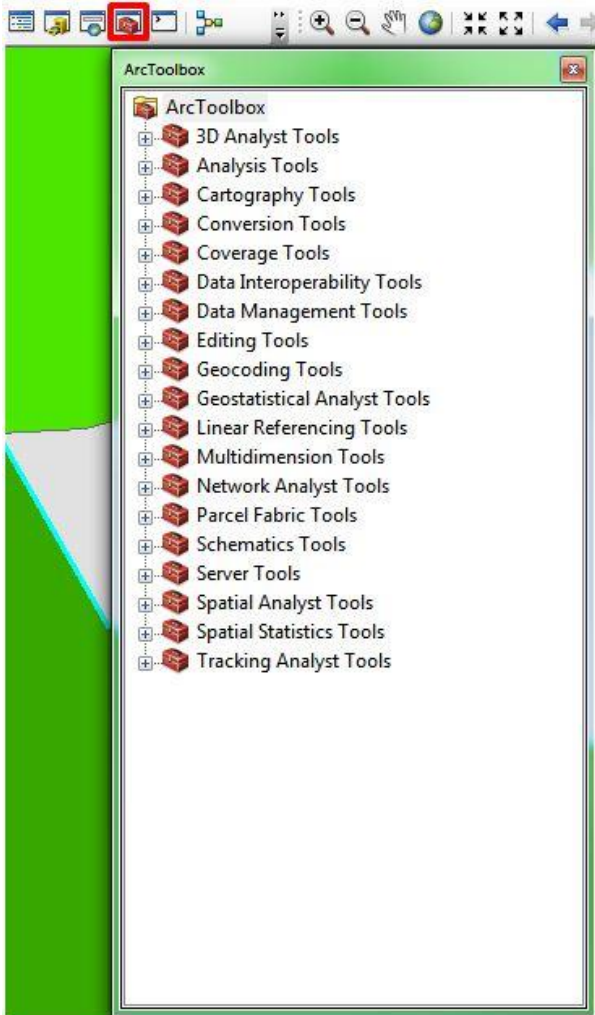 ArcToolbox
ArcToolbox
3D Analyst Tools
Analysis Tools
Cartography Tools
Conversion Tools
Coverage Tools
Data Interoperability Tools
Data Management Tools
Editing Tools
Geocoding Tools
Geostatistical Analyst Tools
Linear Referencing Tools
Multidimension Tools
Network Analyst Tools
Parcel Fabric Tools
Schematics Tools
Server Tools
Spatial Analyst Tools
Spatial Statistics Tools
Tracking Analyst Tools